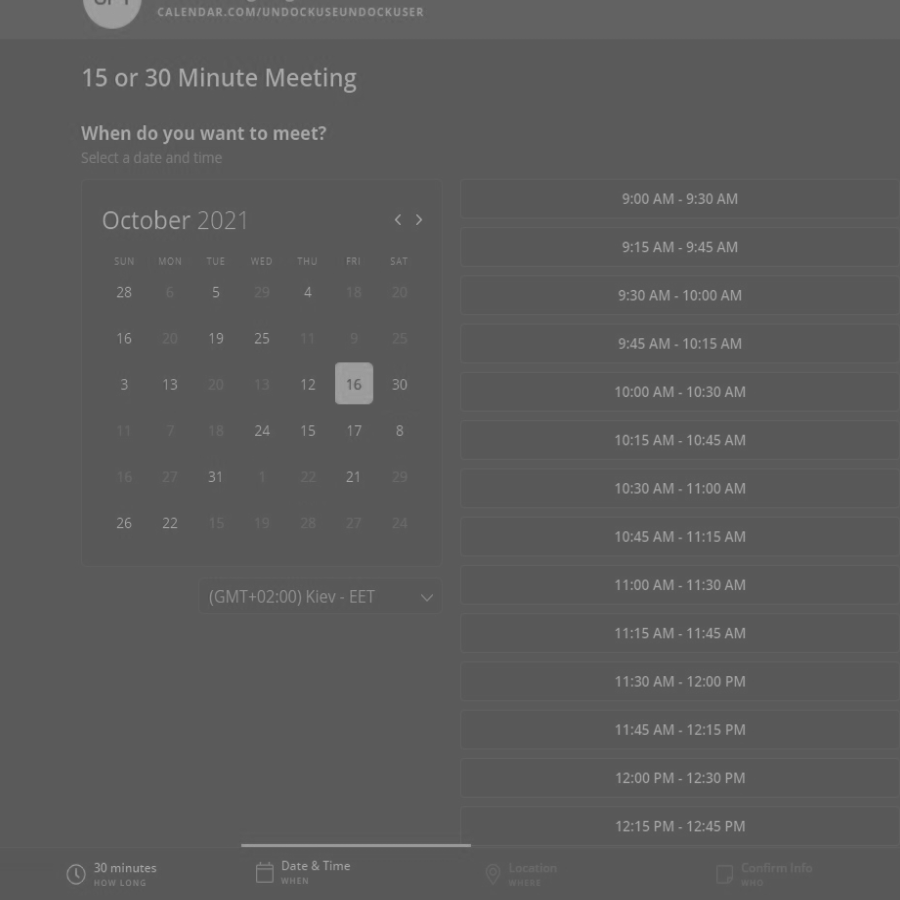 CALENDAR.COM/UNDOCKUSEUNDOCKUSER
15 or 30 Minute Meeting
When do you want to meet?
Select a date and time
October 2021
SUN MON TUE WED THU FRI SAT
28 6 5 29 4 18 20
16 20 19 25 11 9 25
3 13 20 13 12 16 30
11 7 18 24 15 17 8
16 27 31 1 22 21 29
26 22 15 19 28 27 24
(GMT+02:00) Kiev - EET
9:00 AM - 9:30 AM
9:15 AM - 9:45 AM
9:30 AM - 10:00 AM
9:45 AM - 10:15 AM
10:00 AM - 10:30 AM
10:15 AM - 10:45 AM
10:30 AM - 11:00 AM
10:45 AM - 11:15 AM
11:00 AM - 11:30 AM
11:15 AM - 11:45 AM
11:30 AM - 12:00 PM
11:45 AM - 12:15 PM
12:00 PM - 12:30 PM
12:15 PM - 12:45 PM
30 minutes
HOW LONG
Date & Time
WHEN
Location
WHERE
Confirm Info
WHO